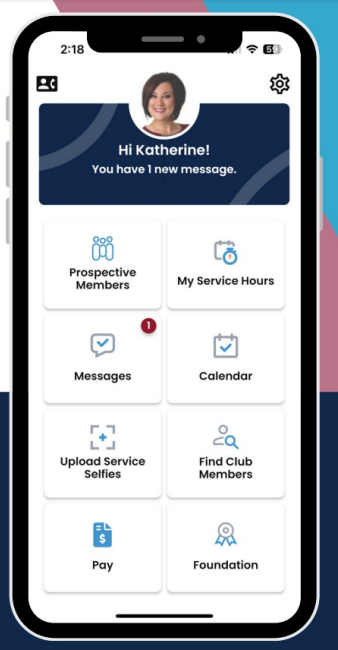 2:18
59
Hi Katherine!
You have 1 new message.
Prospective
Members
My Service Hours
1
Messages
Calendar
Upload Service
Selfies
Find Club
Members
$
Pay
Foundation